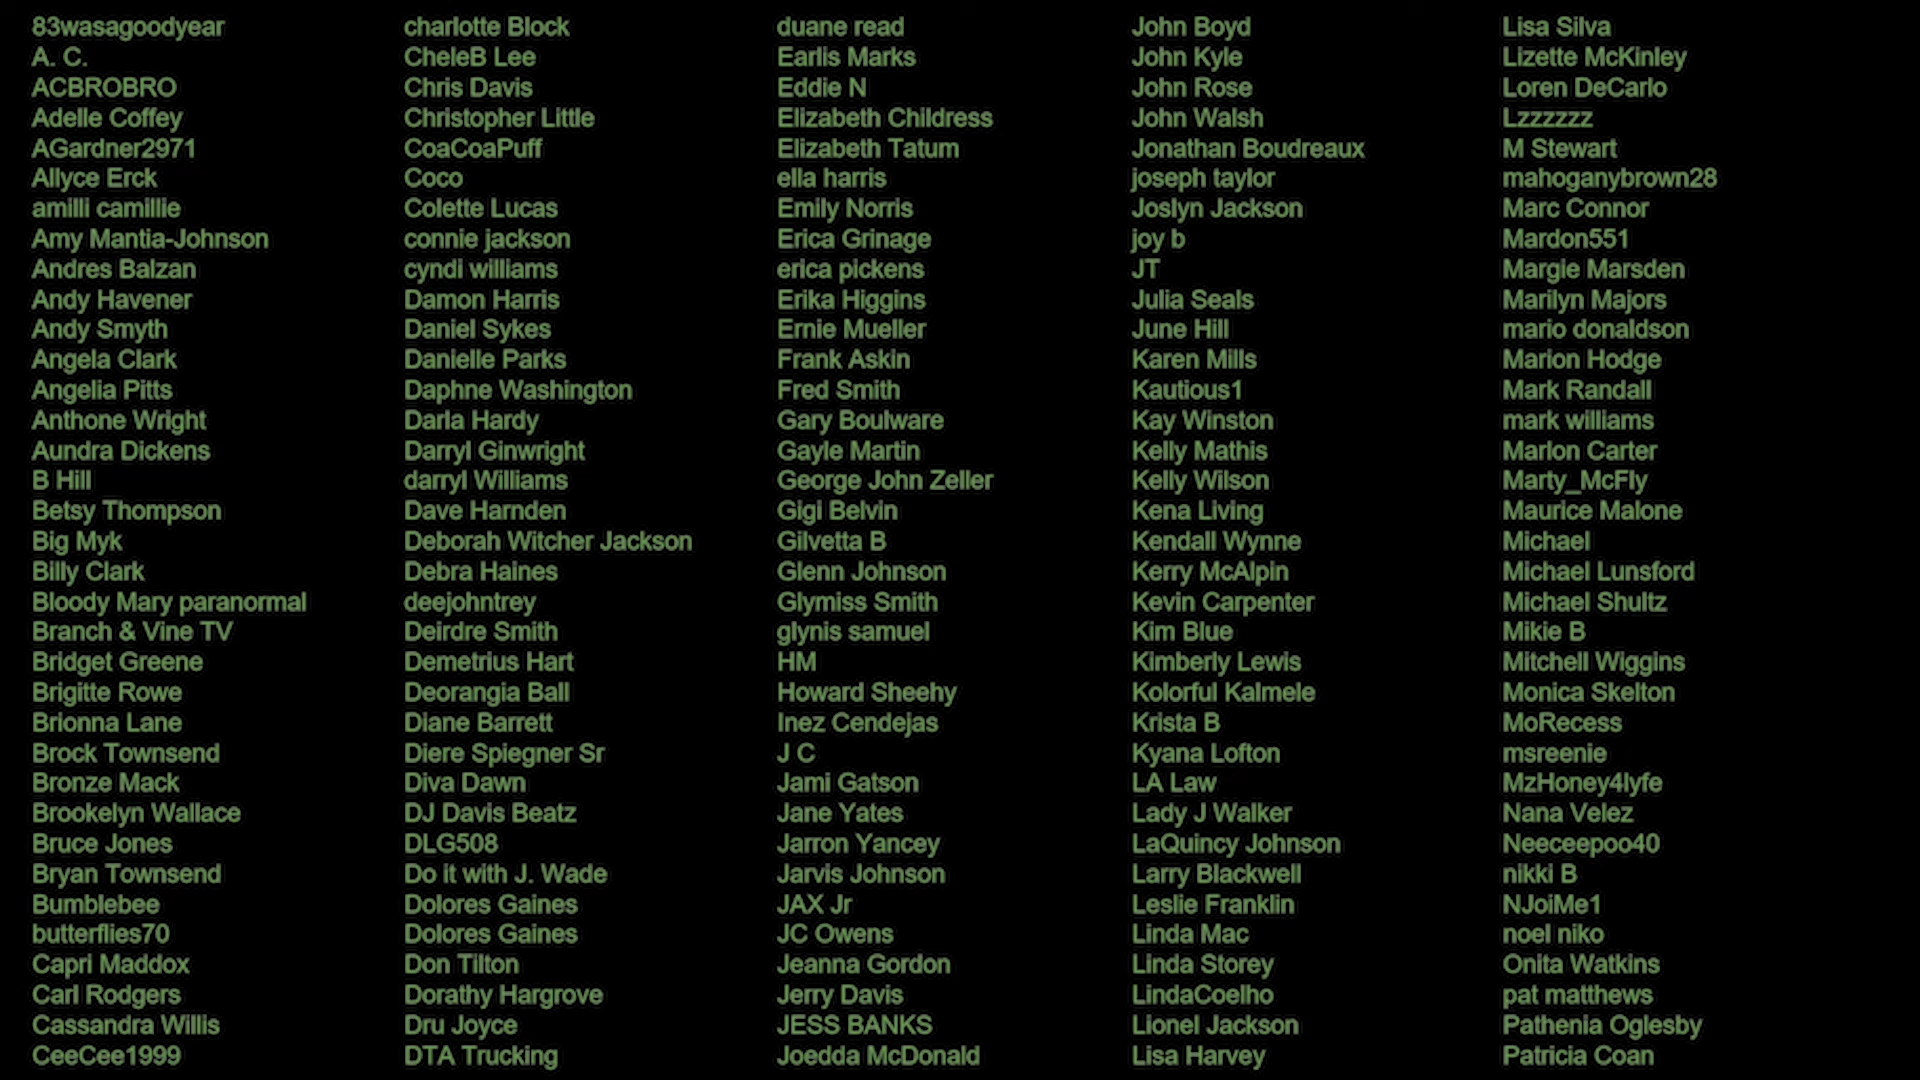 83wasagoodyear
A. C.
ACBROBRO
Adelle Coffey
AGardner2971
Allyce Erck
amilli camillie
Amy Mantia-Johnson
Andres Balzan
Andy Havener
Andy Smyth
Angela Clark
Angelia Pitts
Anthone Wright
Aundra Dickens
B Hill
Betsy Thompson
Big Myk
Billy Clark
Bloody Mary paranormal
Branch & Vine TV
Bridget Greene
Brigitte Rowe
Brionna Lane
Brock Townsend
Bronze Mack
Brookelyn Wallace
Bruce Jones
Bryan Townsend
Bumblebee
butterflies70
Capri Maddox
Carl Rodgers
Cassandra Willis
CeeCee1999
charlotte Block
CheleB Lee
Chris Davis
Christopher Little
CoaCoaPuff
Coco
Colette Lucas
connie jackson
cyndi williams
Damon Harris
Daniel Sykes
Danielle Parks
Daphne Washington
Darla Hardy
Darryl Ginwright
darryl Williams
Dave Harnden
Deborah Witcher Jackson
Debra Haines
deejohntrey
Deirdre Smith
Demetrius Hart
Deorangia Ball
Diane Barrett
Diere Spiegner Sr
Diva Dawn
DJ Davis Beatz
DLG508
Do it with J. Wade
Dolores Gaines
Dolores Gaines
Don Tilton
Dorathy Hargrove
Dru Joyce
DTA Trucking
duane read
Earlis Marks
Eddie N
Elizabeth Childress
Elizabeth Tatum
ella harris
Emily Norris
Erica Grinage
erica pickens
Erika Higgins
Ernie Mueller
Frank Askin
Fred Smith
Gary Boulware
Gayle Martin
George John Zeller
Gigi Belvin
Gilvetta B
Glenn Johnson
Glymiss Smith
glynis samuel
HM
Howard Sheehy
Inez Cendejas
J C
Jami Gatson
Jane Yates
Jarron Yancey
Jarvis Johnson
JAX Jr
JC Owens
Jeanna Gordon
Jerry Davis
JESS BANKS
Joedda McDonald
John Boyd
John Kyle
John Rose
John Walsh
Jonathan Boudreaux
joseph taylor
Joslyn Jackson
joy b
JT
Julia Seals
June Hill
Karen Mills
Kautious1
Kay Winston
Kelly Mathis
Kelly Wilson
Kena Living
Kendall Wynne
Kerry McAlpin
Kevin Carpenter
Kim Blue
Kimberly Lewis
Kolorful Kalmele
Krista B
Kyana Lofton
LA Law
Lady J Walker
LaQuincy Johnson
Larry Blackwell
Leslie Franklin
Linda Mac
Linda Storey
LindaCoelho
Lionel Jackson
Lisa Harvey
Lisa Silva
Lizette McKinley
Loren DeCarlo
Lzzzzzz
M Stewart
mahoganybrown28
Marc Connor
Mardon551
Margie Marsden
Marilyn Majors
mario donaldson
Marion Hodge
Mark Randall
mark williams
Marlon Carter
Marty_McFly
Maurice Malone
Michael
Michael Lunsford
Michael Shultz
Mikie B
Mitchell Wiggins
Monica Skelton
MoRecess
msreenie
MzHoney4lyfe
Nana Velez
Neeceepoo40
nikki B
NJoiMe1
noel niko
Onita Watkins
pat matthews
Pathenia Oglesby
Patricia Coan